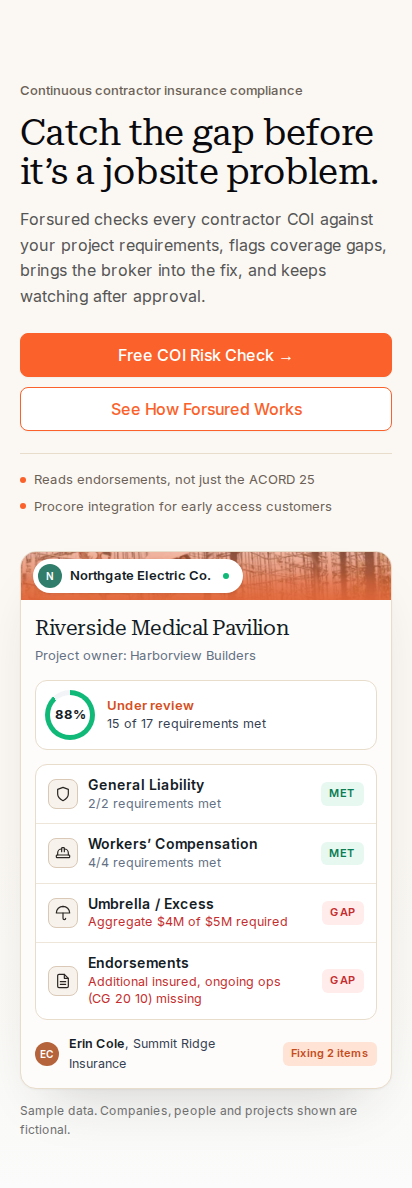 Continuous contractor insurance compliance
Catch the gap before
it’s a jobsite problem.
Forsured checks every contractor COI against
your project requirements, flags coverage gaps,
brings the broker into the fix, and keeps
watching after approval.
Free COI Risk Check →
See How Forsured Works
Reads endorsements, not just the ACORD 25
Procore integration for early access customers
N Northgate Electric Co.
Riverside Medical Pavilion
Project owner: Harborview Builders
88%
Under review
15 of 17 requirements met
General Liability
2/2 requirements met
MET
Workers’ Compensation
4/4 requirements met
MET
Umbrella / Excess
Aggregate $4M of $5M required
GAP
Endorsements
Additional insured, ongoing ops
(CG 20 10) missing
GAP
EC
Erin Cole, Summit Ridge
Insurance
Fixing 2 items
Sample data. Companies, people and projects shown are
fictional.